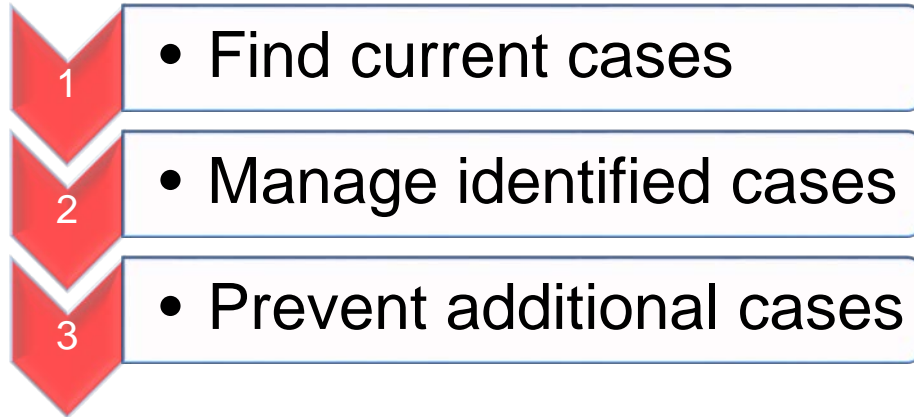 1
• Find current cases
2
• Manage identified cases
3
• Prevent additional cases